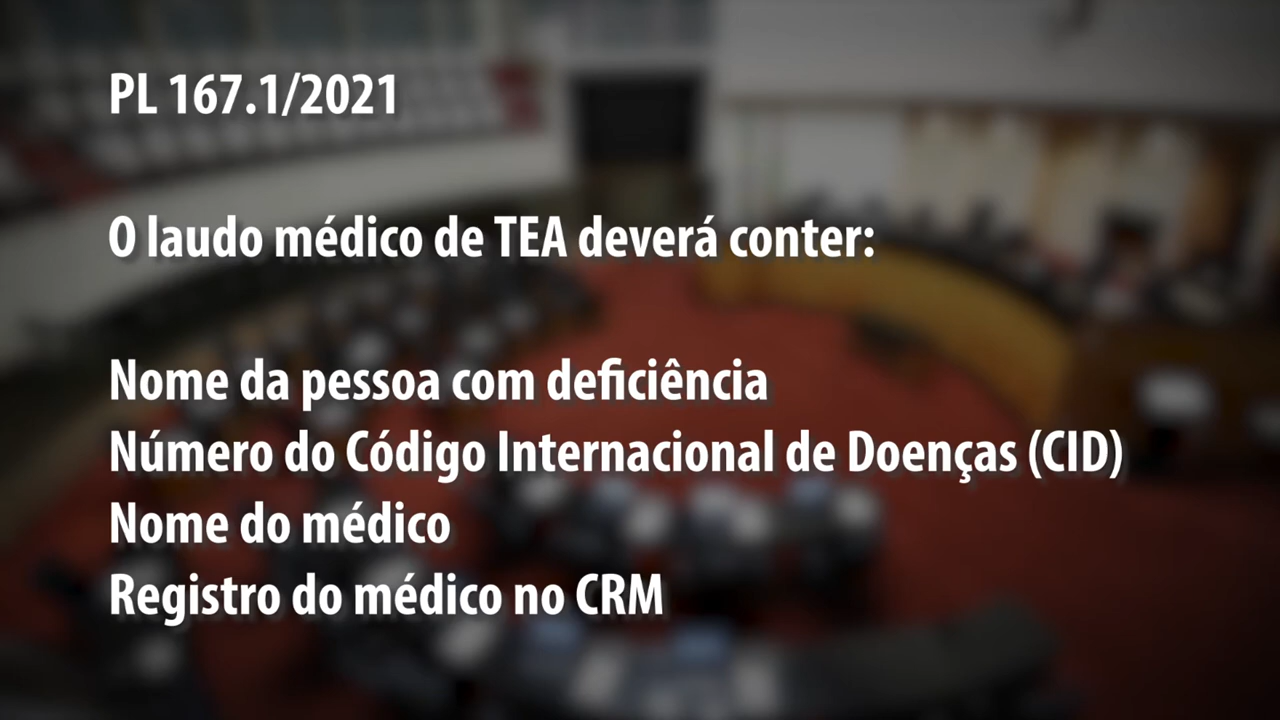 PL 167.1/2021
O laudo médico de TEA deverá conter:
Nome da pessoa com deficiência
Número do Código Internacional de Doenças (CID)
Nome do médico
Registro do médico no CRM